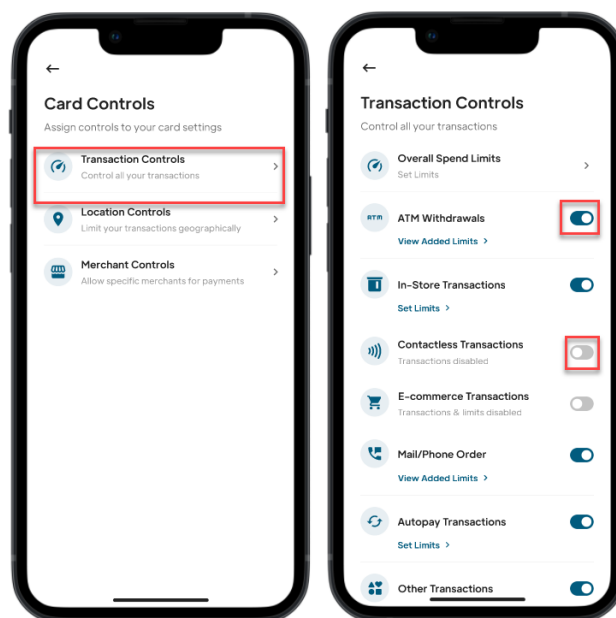 Card Controls
Assign controls to your card settings
Transaction Controls
Control all your transactions
Location Controls
Limit your transactions geographically
Merchant Controls
Allow specific merchants for payments
Transaction Controls
Control all your transactions
Overall Spend Limits
Set Limits
ATM
ATM Withdrawals
View Added Limits >
In-Store Transactions
Set Limits >
Contactless Transactions
Transactions disabled
E-commerce Transactions
Transactions & limits disabled
Mail/Phone Order
View Added Limits >
Autopay Transactions
Set Limits >
Other Transactions